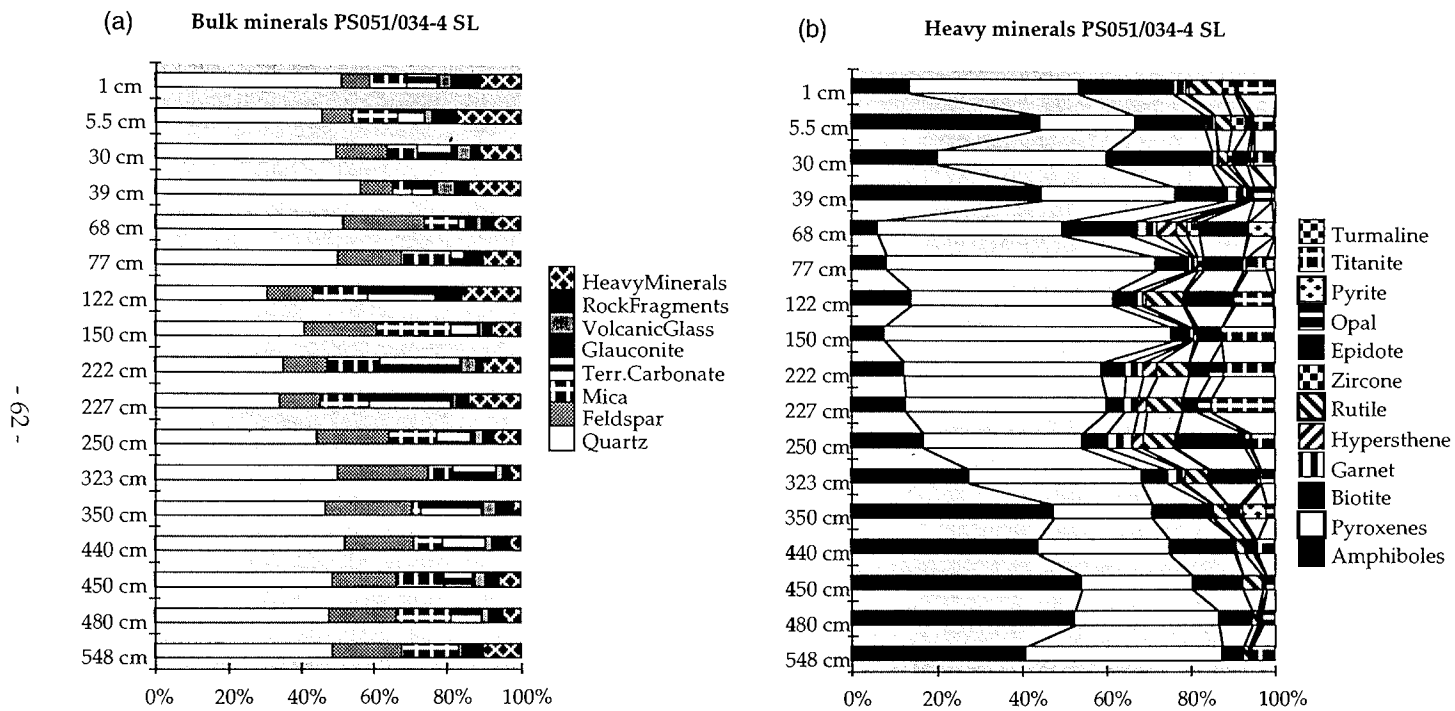 (a) Bulk minerals PS051/034-4 SL
1 cm
5.5 cm
30 cm
39 cm
68 cm
77 cm
122 cm
150 cm
222 cm
227 cm
250 cm
323 cm
350 cm
440 cm
450 cm
480 cm
548 cm
0% 20% 40% 60% 80% 100%
HeavyMinerals
RockFragments
VolcanicGlass
Glauconite
Terr.Carbonate
Mica
Feldspar
Quartz
(b) Heavy minerals PS051/034-4 SL
1 cm
5.5 cm
30 cm
39 cm
68 cm
77 cm
122 cm
150 cm
222 cm
227 cm
250 cm
323 cm
350 cm
440 cm
450 cm
480 cm
548 cm
0% 20% 40% 60% 80% 100%
Turmaline
Titanite
Pyrite
Opal
Epidote
Zircone
Rutile
Hypersthene
Garnet
Biotite
Pyroxenes
Amphiboles
- 62 -